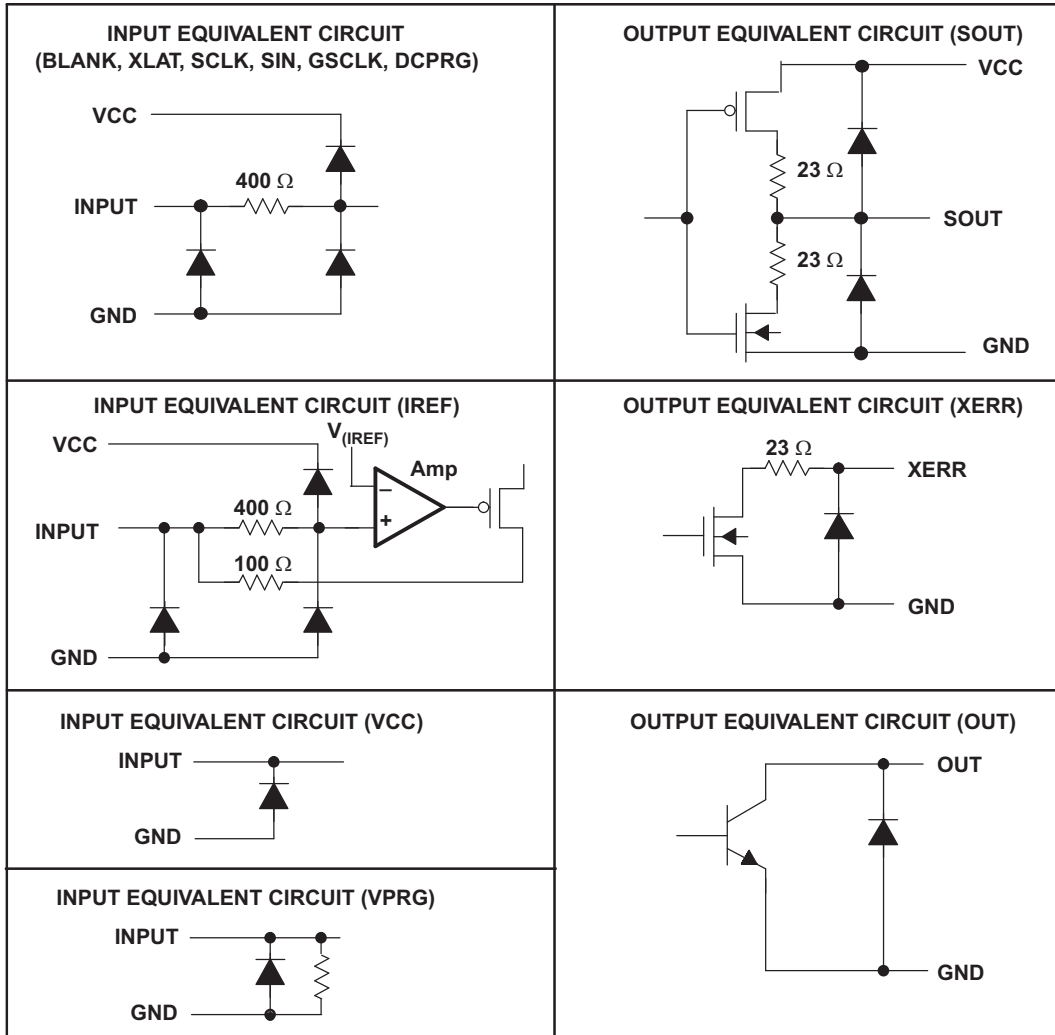 INPUT EQUIVALENT CIRCUIT
(BLANK, XLAT, SCLK, SIN, GSCLK, DCPRG)
VCC
400 Ω
INPUT
GND
OUTPUT EQUIVALENT CIRCUIT (SOUT)
VCC
23 Ω
SOUT
23 Ω
GND
INPUT EQUIVALENT CIRCUIT (IREF)
V(IREF)
VCC
Amp
−
400 Ω
INPUT
+
100 Ω
GND
OUTPUT EQUIVALENT CIRCUIT (XERR)
23 Ω
XERR
GND
INPUT EQUIVALENT CIRCUIT (VCC)
INPUT
GND
OUTPUT EQUIVALENT CIRCUIT (OUT)
OUT
GND
INPUT EQUIVALENT CIRCUIT (VPRG)
INPUT
GND